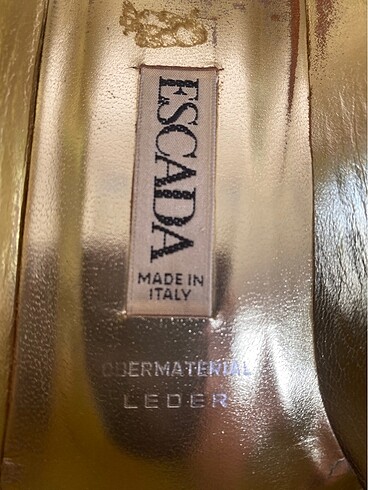 ESCADA
MADE IN
ITALY
OBERMATERIAL
LEDER